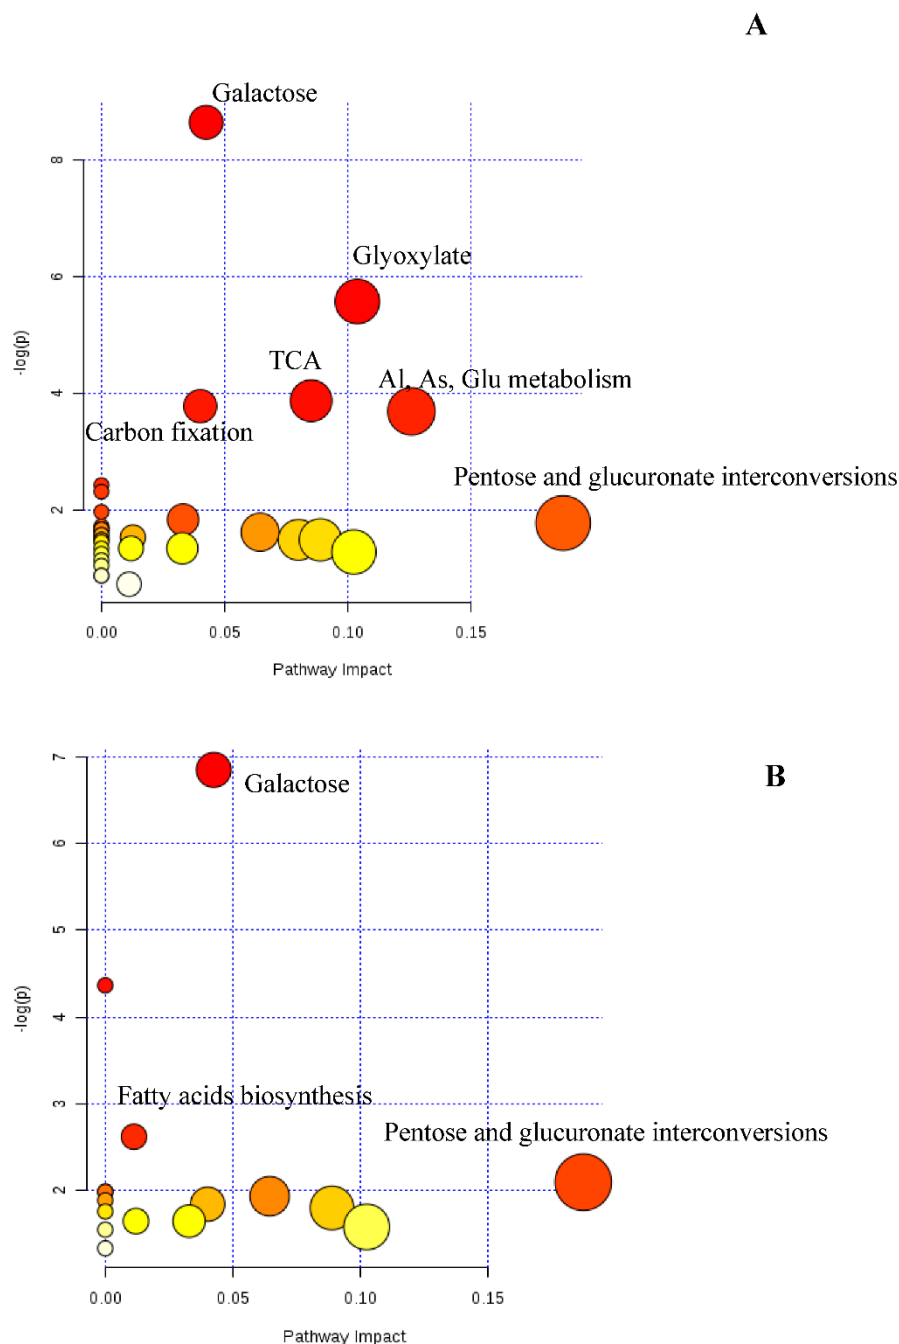 A
Galactose
8
Glyoxylate
6
TCA
Al, As, Glu metabolism
4
Carbon fixation
Pentose and glucuronate interconversions
2
-log(p)
0.00 0.05 0.10 0.15
Pathway Impact
7
B
Galactose
6
5
4
Fatty acids biosynthesis
3
Pentose and glucuronate interconversions
2
-log(p)
0.00 0.05 0.10 0.15
Pathway Impact